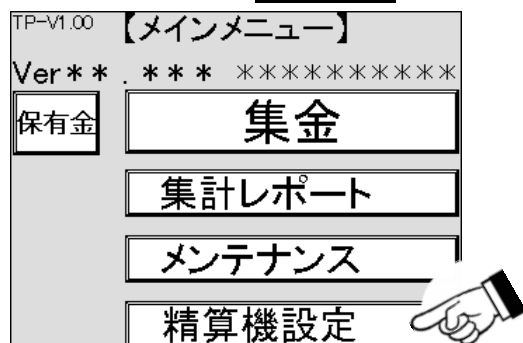 TP-V1.00 【メインメニュー】
Ver**.*** **********
保有金
集金
集計レポート
メンテナンス
精算機設定